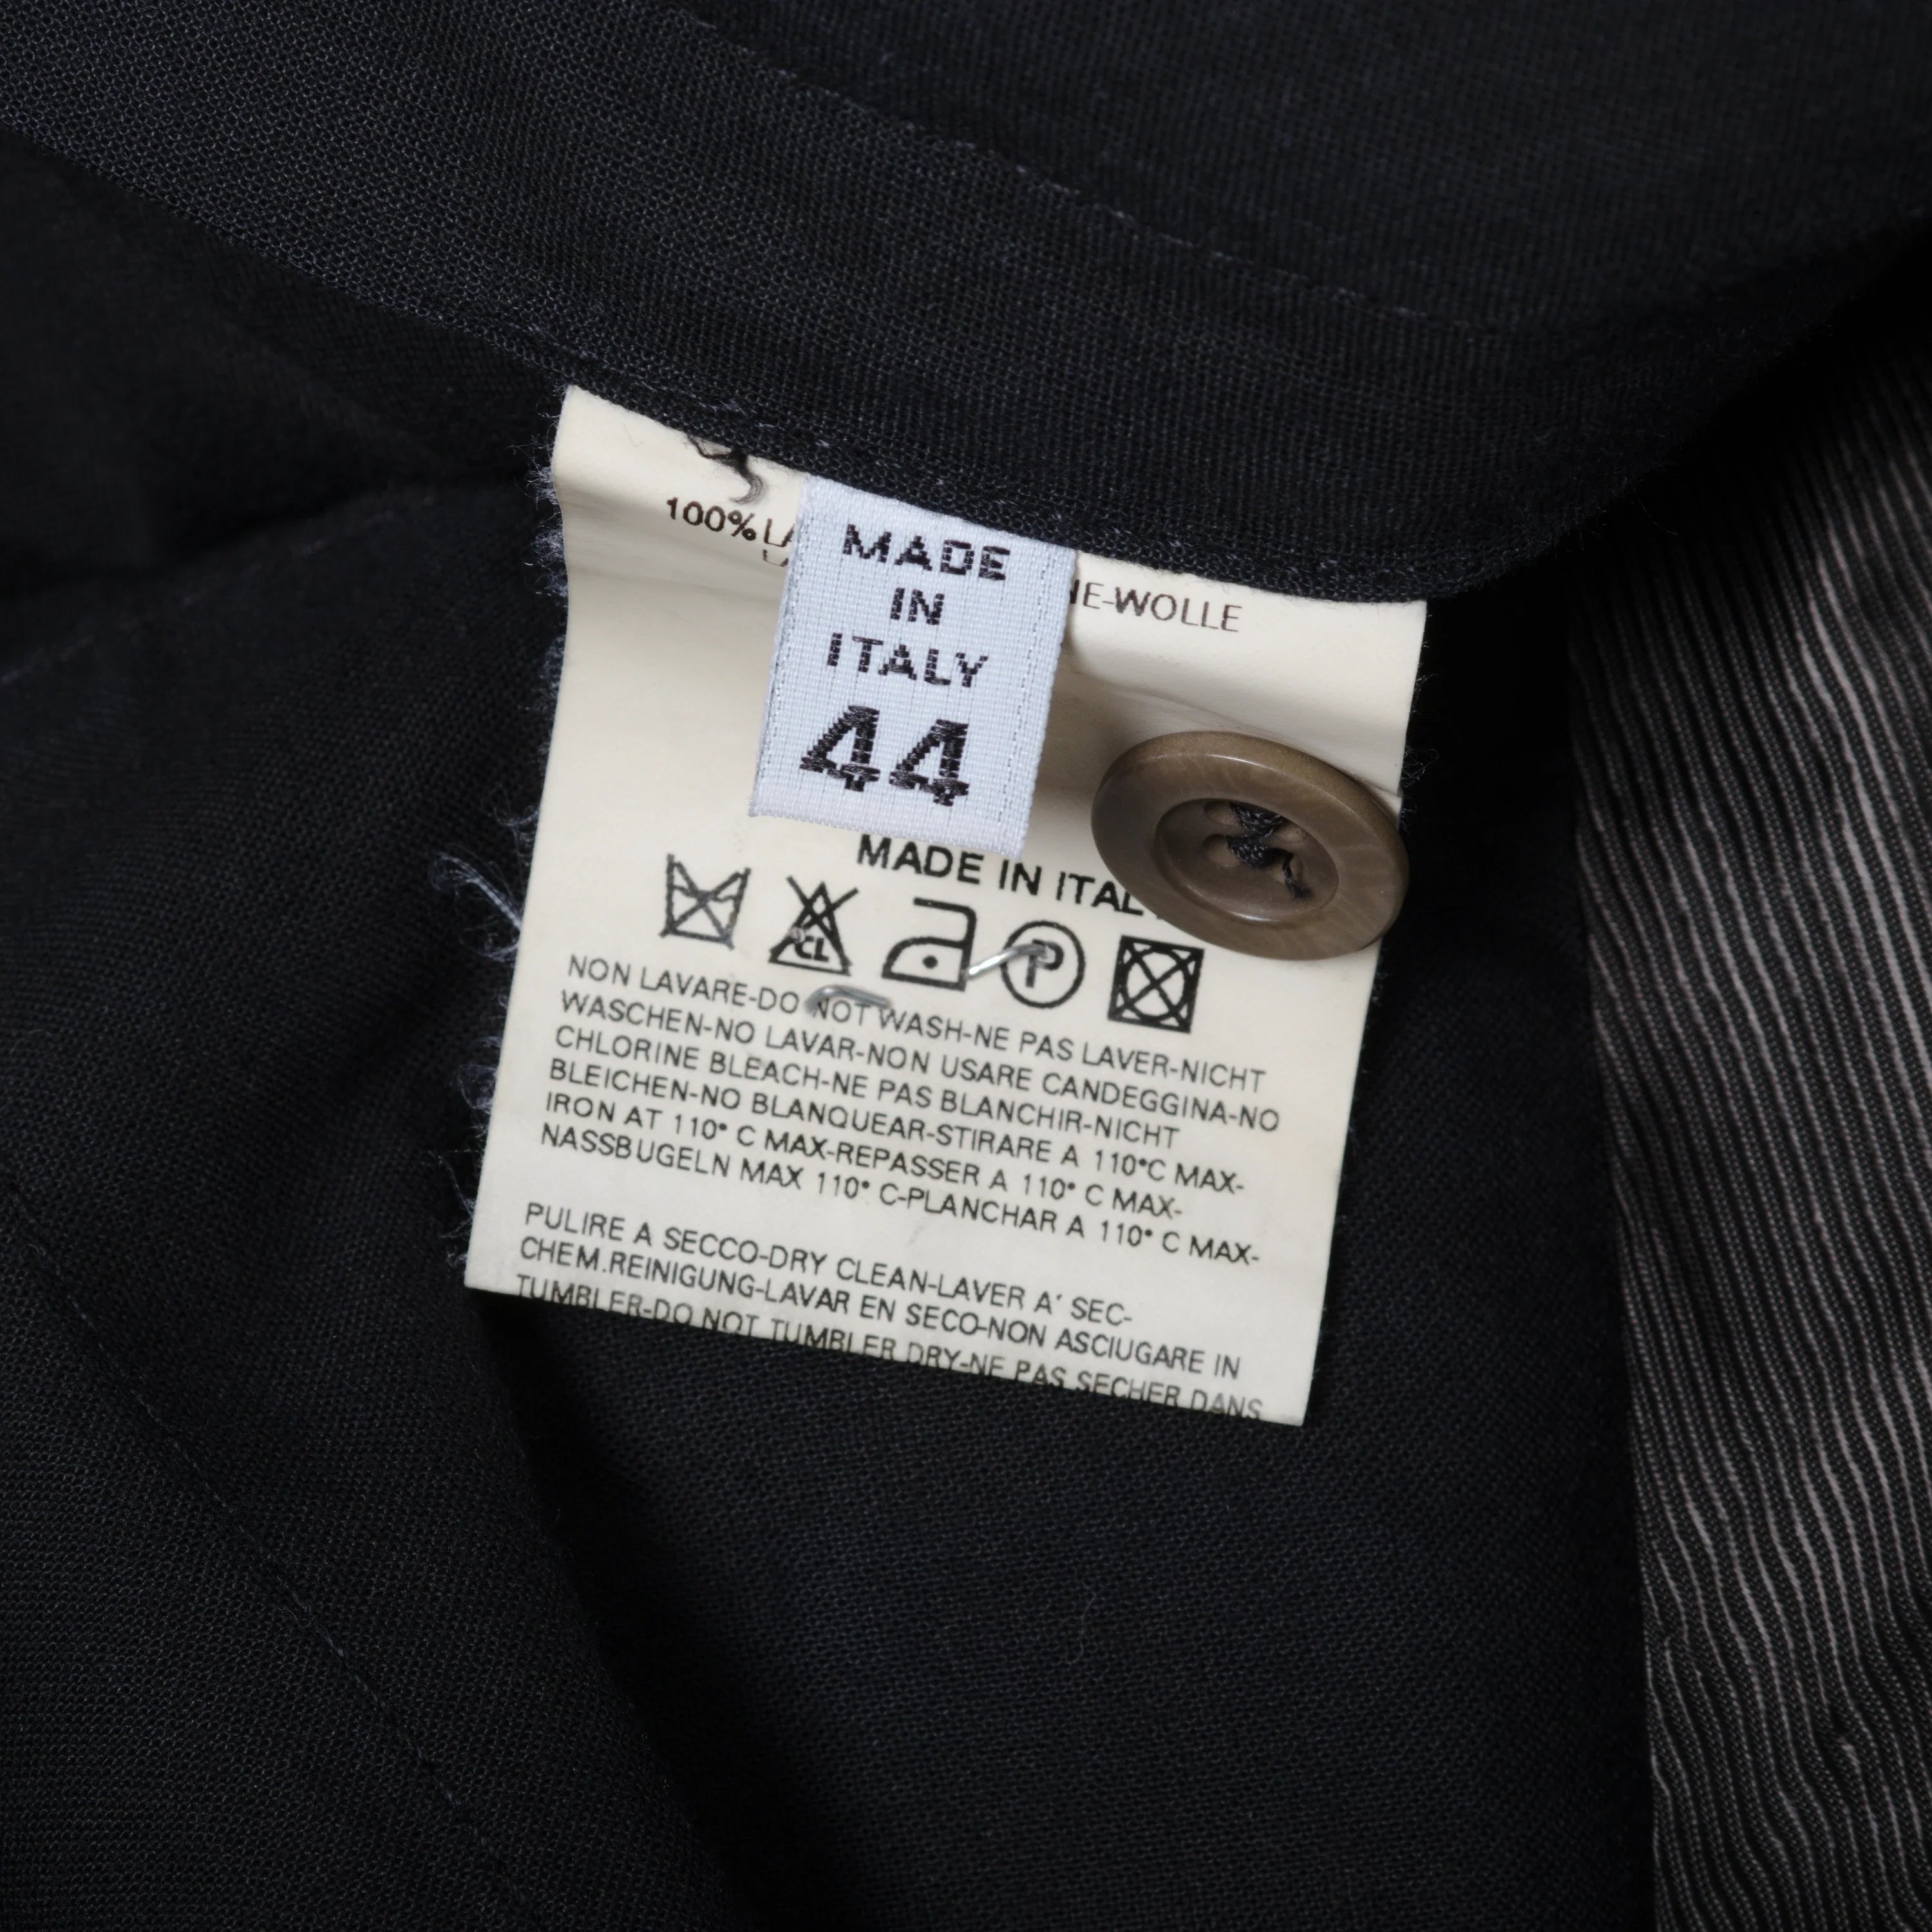 100%
MADE
IN
ITALY
44
-WOLLE
MADE IN ITAL
CL
P
NON LAVARE-DO NOT WASH-NE PAS LAVER-NICHT
WASCHEN-NO LAVAR-NON USARE CANDEGGINA-NO
CHLORINE BLEACH-NE PAS BLANCHIR-NICHT
BLEICHEN-NO BLANQUEAR-STIRARE A 110°C MAX-
IRON AT 110° C MAX-REPASSER A 110° C MAX-
NASSBUGELN MAX 110° C-PLANCHAR A 110° C MAX-
PULIRE A SECCO-DRY CLEAN-LAVER A' SEC-
CHEM.REINIGUNG-LAVAR EN SECO-NON ASCIUGARE IN
TUMBLER-DO NOT TUMBLER DRY-NE PAS SECHER DANS